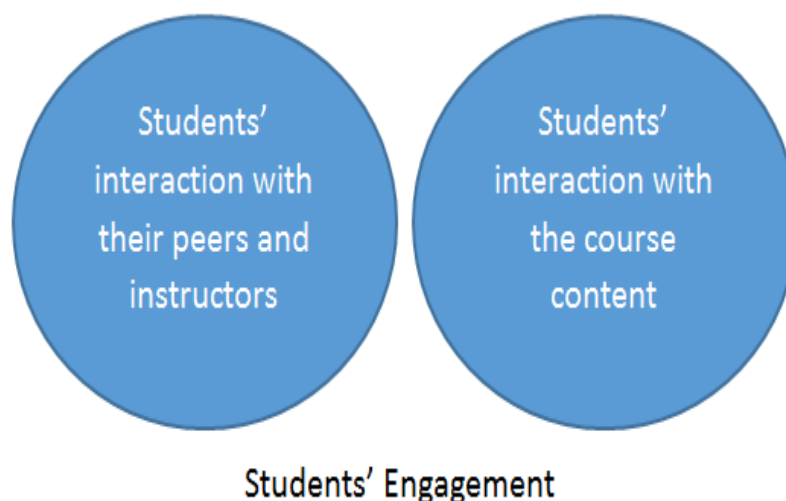 Students’
interaction with
their peers and
instructors
Students’
interaction with
the course
content
Students’ Engagement